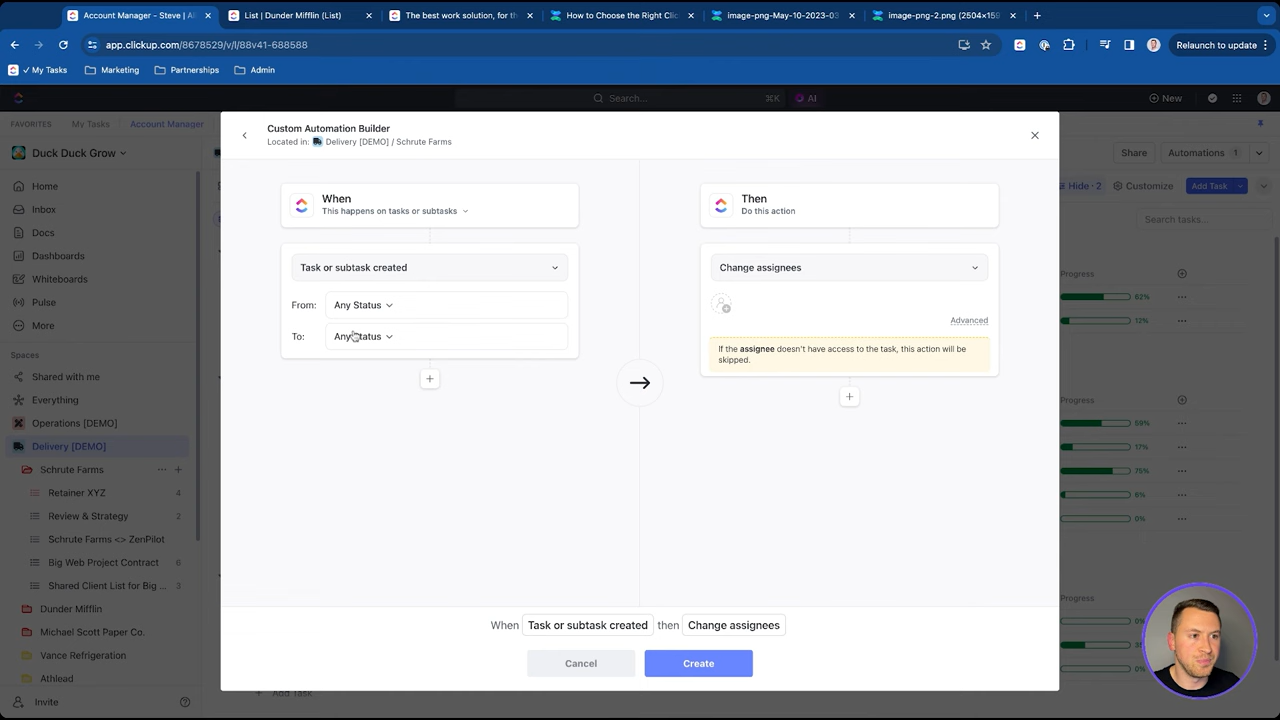 Account Manager - Steve | Al
List | Dunder Mifflin (List)
The best work solution, for th
How to Choose the Right Clic
image-png-May-10-2023-03
image-png-2.png (2504×159
app.clickup.com/8678529/v/l/88v41-688588
Relaunch to update
✓ My Tasks
Marketing
Partnerships
Admin
Search...
⌘K
AI
New
FAVORITES
My Tasks
Account Manager
Duck Duck Grow
Home
Inbox
Docs
Dashboards
Whiteboards
Pulse
More
Spaces
Shared with me
Everything
Operations [DEMO]
Delivery [DEMO]
Schrute Farms
Retainer XYZ 4
Review & Strategy 2
Schrute Farms <> ZenPilot
Big Web Project Contract 6
Shared Client List for Big ... 3
Dunder Mifflin
Michael Scott Paper Co.
Vance Refrigeration
Athlead
Invite
Custom Automation Builder
Located in: Delivery [DEMO] / Schrute Farms
When
This happens on tasks or subtasks
Task or subtask created
From: Any Status
To: Any Status
Then
Do this action
Change assignees
Advanced
If the assignee doesn't have access to the task, this action will be
skipped.
When Task or subtask created then Change assignees
Cancel
Create
Share
Automations 1
Hide · 2
Customize
Add Task
Search tasks...
Progress
62%
12%
Progress
59%
17%
75%
6%
0%
Progress
0%
0%
Add Task